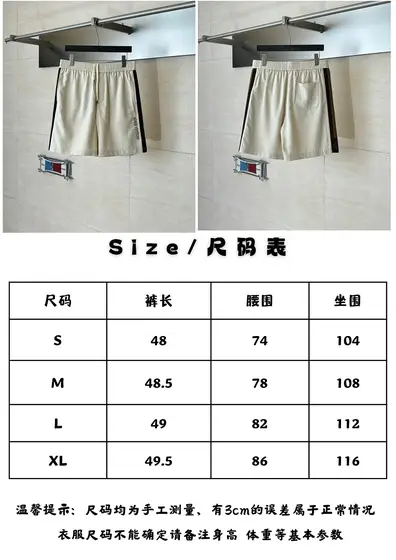 Size/尺码表
尺码 裤长 腰围 坐围
S 48 74 104
M 48.5 78 108
L 49 82 112
XL 49.5 86 116
温馨提示：尺码均为手工测量、有3cm的误差属于正常情况
衣服尺码不能确定请备注身高 体重等基本参数